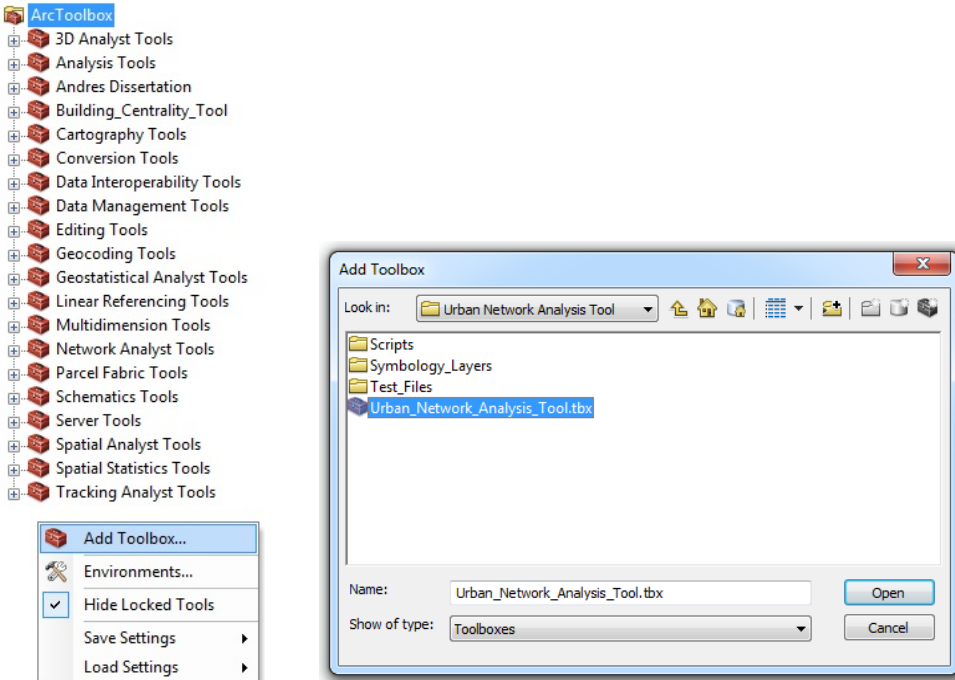 ArcToolbox
3D Analyst Tools
Analysis Tools
Andres Dissertation
Building_Centrality_Tool
Cartography Tools
Conversion Tools
Data Interoperability Tools
Data Management Tools
Editing Tools
Geocoding Tools
Geostatistical Analyst Tools
Linear Referencing Tools
Multidimension Tools
Network Analyst Tools
Parcel Fabric Tools
Schematics Tools
Server Tools
Spatial Analyst Tools
Spatial Statistics Tools
Tracking Analyst Tools
Add Toolbox...
Environments...
Hide Locked Tools
Save Settings
Load Settings
Add Toolbox
Look in: Urban Network Analysis Tool
Scripts
Symbology_Layers
Test_Files
Urban_Network_Analysis_Tool.tbx
Name: Urban_Network_Analysis_Tool.tbx Open
Show of type: Toolboxes Cancel